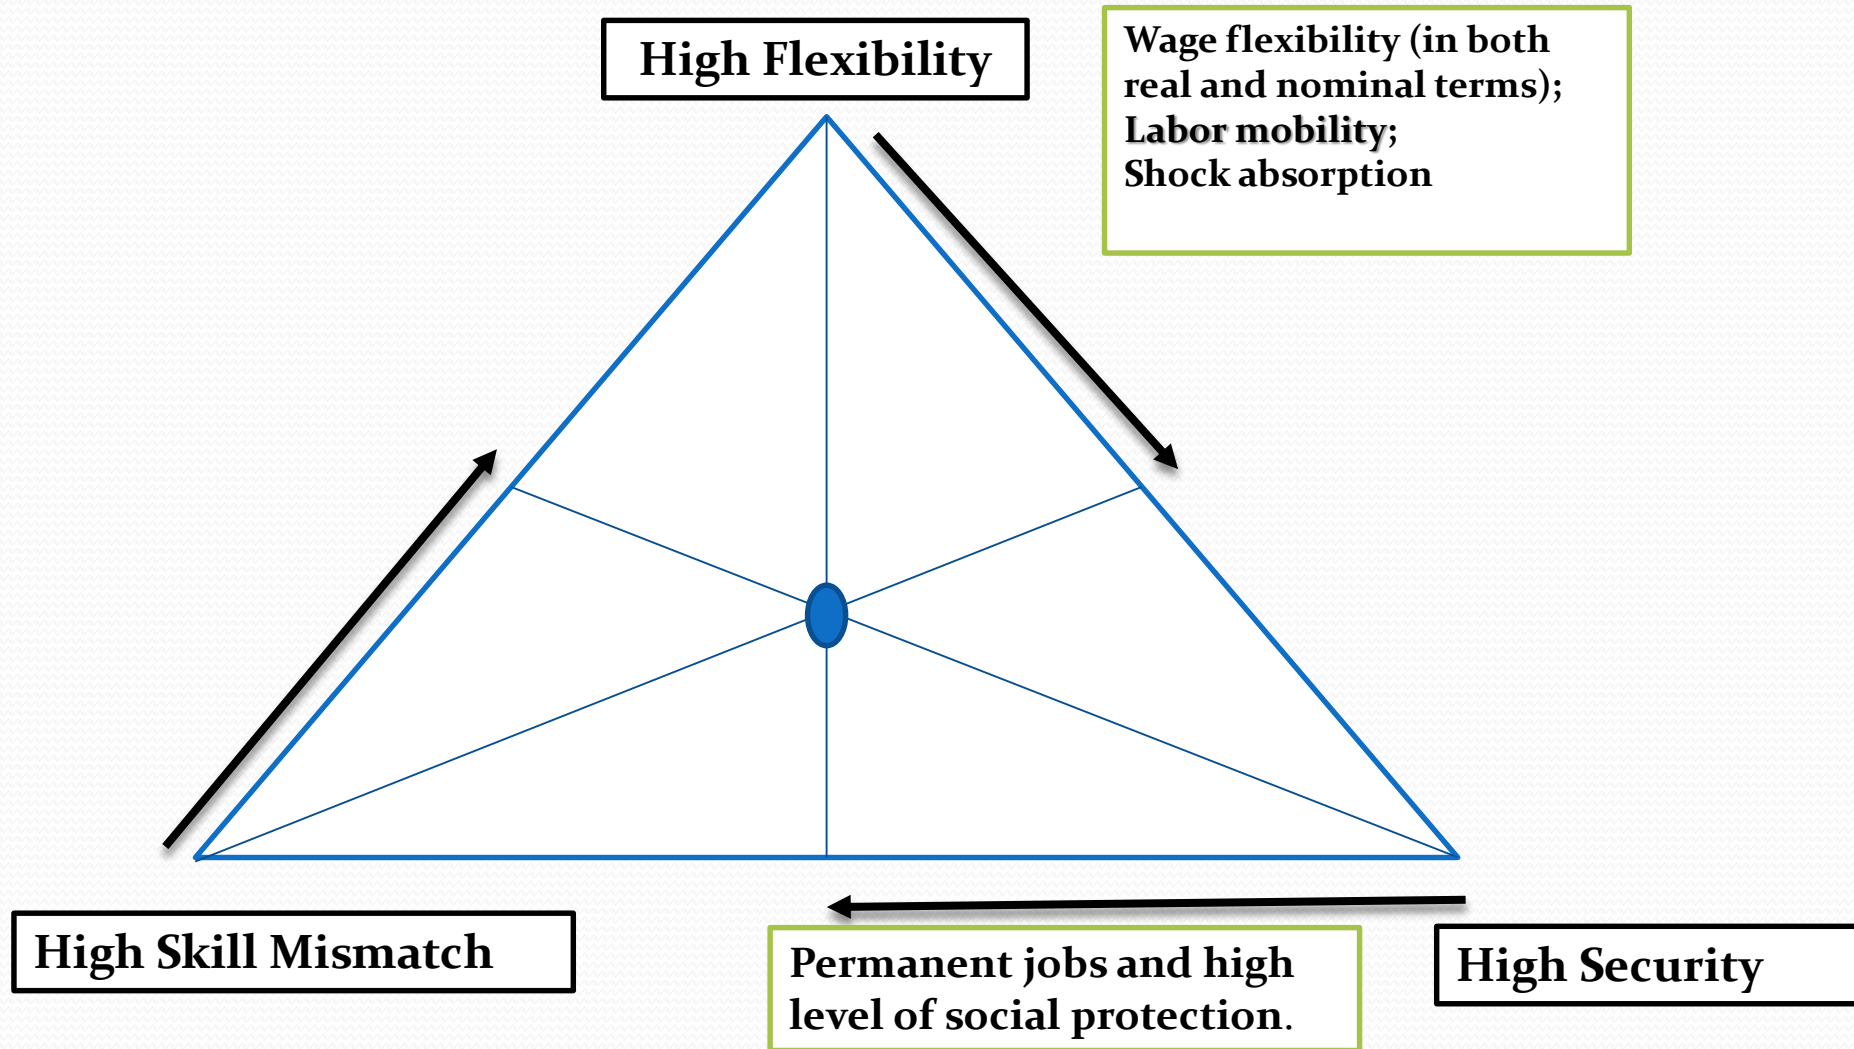 High Flexibility
Wage flexibility (in both
real and nominal terms);
Labor mobility;
Shock absorption
High Skill Mismatch
Permanent jobs and high
level of social protection.
High Security